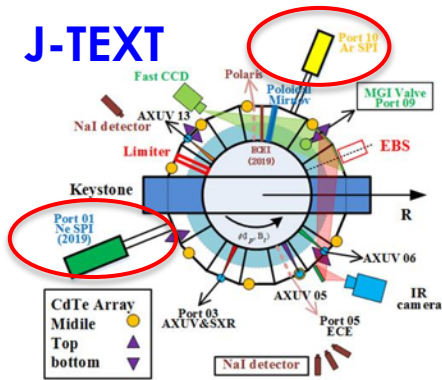 J-TEXT
Port 10
Ar SPI
Polaris
Fast CCD
Poloidal
Mirnov
MGI Valve
Port 09
AXUV 13
NaI detector
ECEI
(2019)
Limiter
EBS
Keystone
R
Port 01
Ne SPI
(2019)
AXUV 06
CdTe Array
Midile
Top
bottom
Port 03
AXUV&SXR
AXUV 05
Port 05
ECE
IR
camera
NaI detector